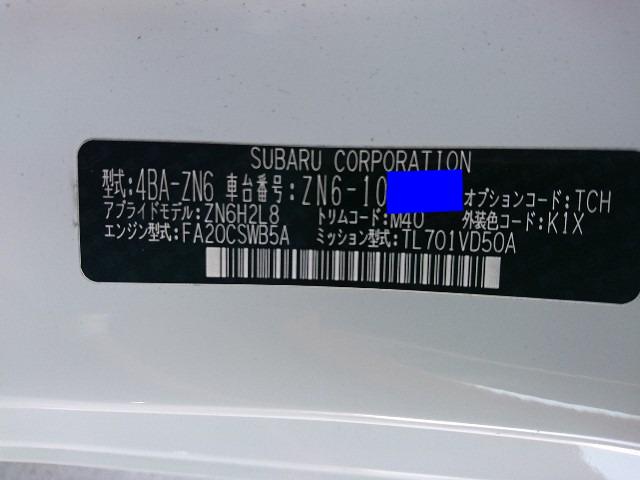 SUBARU CORPORATION
型式:4BA-ZN6 車台番号:ZN6-10 オプションコード:TCH
アプライドモデル:ZN6H2L8 トリムコード:M40 外装色コード:K1X
エンジン型式:FA20CSWB5A ミッション型式:TL701VD50A